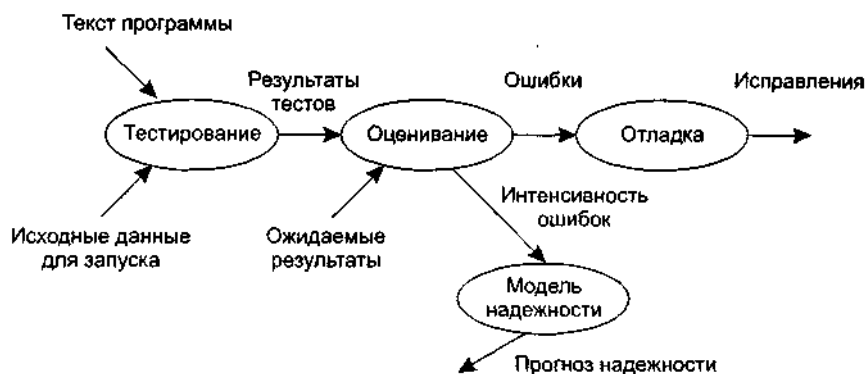 Текст программы
Результаты
тестов
Ошибки
Исправления
Тестирование
Оценивание
Отладка
Исходные данные
для запуска
Ожидаемые
результаты
Интенсивность
ошибок
Модель
надежности
Прогноз надежности